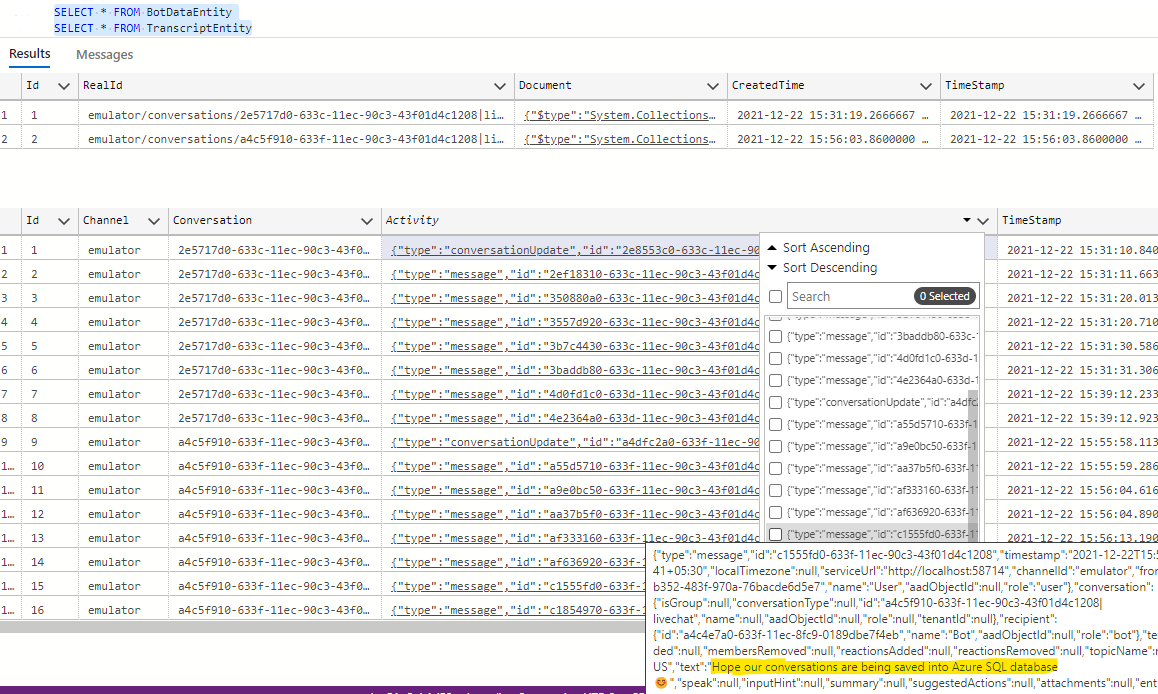 SELECT * FROM BotDataEntity
SELECT * FROM TranscriptEntity
Results Messages
Id RealId Document CreatedTime TimeStamp
1 1 emulator/conversations/2e5717d0-633c-11ec-90c3-43f01d4c1208|li… {"$type":"System.Collections… 2021-12-22 15:31:19.2666667 … 2021-12-22 15:31:19.2666667 …
2 2 emulator/conversations/a4c5f910-633f-11ec-90c3-43f01d4c1208|li… {"$type":"System.Collections… 2021-12-22 15:56:03.8600000 … 2021-12-22 15:56:03.8600000 …
Id Channel Conversation Activity TimeStamp
1 1 emulator 2e5717d0-633c-11ec-90c3-43f0… {"type":"conversationUpdate","id":"2e8553c0-633c-11ec-90 2021-12-22 15:31:10.840
2 2 emulator 2e5717d0-633c-11ec-90c3-43f0… {"type":"message","id":"2ef18310-633c-11ec-90c3-43f01d4c 2021-12-22 15:31:11.663
3 3 emulator 2e5717d0-633c-11ec-90c3-43f0… {"type":"message","id":"350880a0-633c-11ec-90c3-43f01d4c 2021-12-22 15:31:20.013
4 4 emulator 2e5717d0-633c-11ec-90c3-43f0… {"type":"message","id":"3557d920-633c-11ec-90c3-43f01d4c 2021-12-22 15:31:20.710
5 5 emulator 2e5717d0-633c-11ec-90c3-43f0… {"type":"message","id":"3b7c4430-633c-11ec-90c3-43f01d4c 2021-12-22 15:31:30.586
6 6 emulator 2e5717d0-633c-11ec-90c3-43f0… {"type":"message","id":"3baddb80-633c-11ec-90c3-43f01d4c 2021-12-22 15:31:31.306
7 7 emulator 2e5717d0-633c-11ec-90c3-43f0… {"type":"message","id":"4d0fd1c0-633d-11ec-90c3-43f01d4c 2021-12-22 15:39:12.233
8 8 emulator 2e5717d0-633c-11ec-90c3-43f0… {"type":"message","id":"4e2364a0-633d-11ec-90c3-43f01d4c 2021-12-22 15:39:12.923
9 9 emulator a4c5f910-633f-11ec-90c3-43f0… {"type":"conversationUpdate","id":"a4dfc2a0-633f-11ec-90 2021-12-22 15:55:58.113
1… 10 emulator a4c5f910-633f-11ec-90c3-43f0… {"type":"message","id":"a55d5710-633f-11ec-90c3-43f01d4c 2021-12-22 15:55:59.286
1… 11 emulator a4c5f910-633f-11ec-90c3-43f0… {"type":"message","id":"a9e0bc50-633f-11ec-90c3-43f01d4c 2021-12-22 15:56:04.616
1… 12 emulator a4c5f910-633f-11ec-90c3-43f0… {"type":"message","id":"aa37b5f0-633f-11ec-90c3-43f01d4c 2021-12-22 15:56:04.890
1… 13 emulator a4c5f910-633f-11ec-90c3-43f0… {"type":"message","id":"af333160-633f-11ec-90c3-43f01d4c 2021-12-22 15:56:13.190
1… 14 emulator a4c5f910-633f-11ec-90c3-43f0… {"type":"message","id":"af636920-633f-1
1… 15 emulator a4c5f910-633f-11ec-90c3-43f0… {"type":"message","id":"c1555fd0-633f-1
1… 16 emulator a4c5f910-633f-11ec-90c3-43f0… {"type":"message","id":"c1854970-633f-1
Sort Ascending
Sort Descending
Search 0 Selected
{"type":"message","id":"3baddb80-633c-1
{"type":"message","id":"4d0fd1c0-633d-1
{"type":"message","id":"4e2364a0-633d-1
{"type":"conversationUpdate","id":"a4dfc2
{"type":"message","id":"a55d5710-633f-1
{"type":"message","id":"a9e0bc50-633f-1
{"type":"message","id":"aa37b5f0-633f-11
{"type":"message","id":"af333160-633f-11
{"type":"message","id":"af636920-633f-11
{"type":"message","id":"c1555fd0-633f-11
{"type":"message","id":"c1555fd0-633f-11ec-90c3-43f01d4c1208","timestamp":"2021-12-22T15:5
41+05:30","localTimezone":null,"serviceUrl":"http://localhost:58714","channelId":"emulator","fron
b352-483f-970a-76bacde6d5e7","name":"User","aadObjectId":null,"role":"user"},"conversation":
{"isGroup":null,"conversationType":null,"id":"a4c5f910-633f-11ec-90c3-43f01d4c1208|
livechat","name":null,"aadObjectId":null,"role":null,"tenantId":null},"recipient":
{"id":"a4c4e7a0-633f-11ec-8fc9-0189dbe7f4eb","name":"Bot","aadObjectId":null,"role":"bot"},"te
ded":null,"membersRemoved":null,"reactionsAdded":null,"reactionsRemoved":null,"topicName":n
US","text":"Hope our conversations are being saved into Azure SQL database
😊","speak":null,"inputHint":null,"summary":null,"suggestedActions":null,"attachments":null,"ent